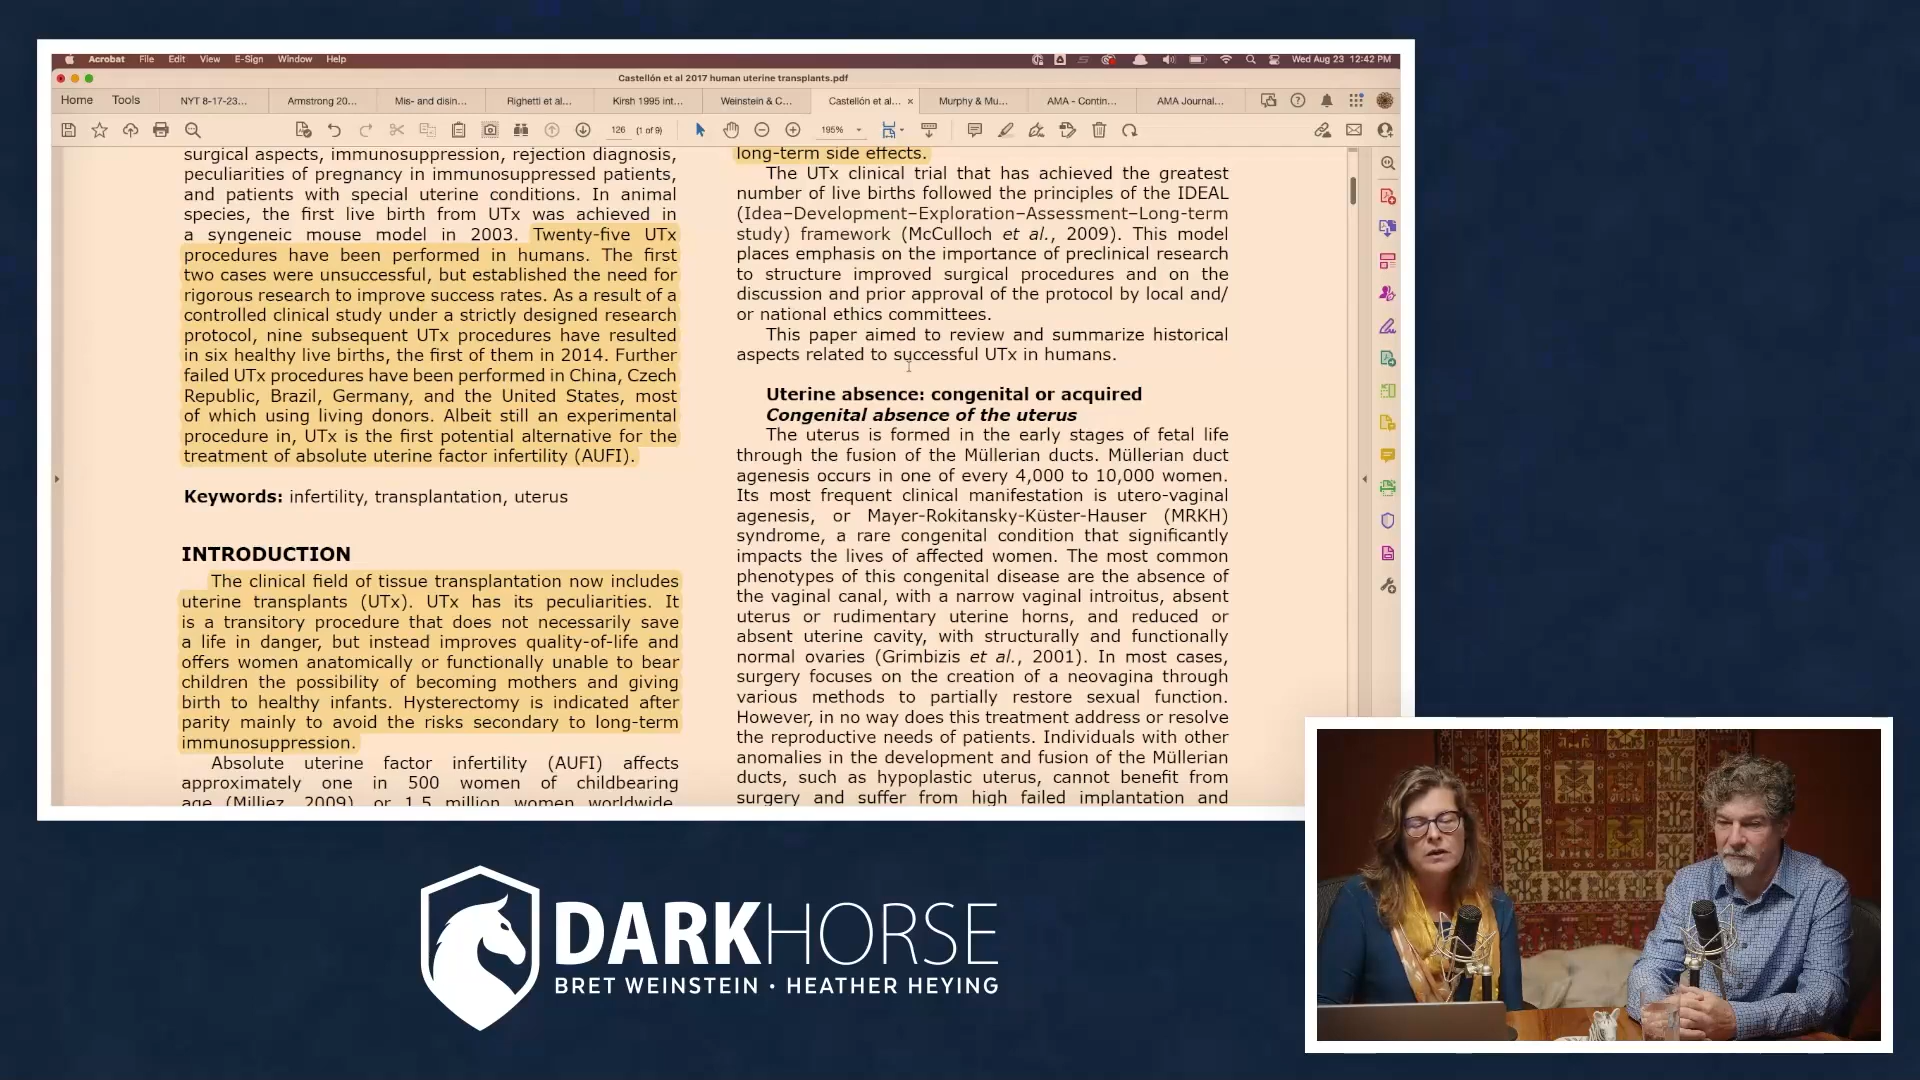 Acrobat File Edit View E-Sign Window Help Wed Aug 23 12:42 PM
Castellón et al 2017 human uterine transplants.pdf
Home Tools NYT 8-17-23... Armstrong 20... Mis- and disin... Righetti et al... Kirsh 1995 int... Weinstein & C... Castellón et al... × Murphy & Mu... AMA - Contin... AMA Journal...
126 (1 of 9) 195%
surgical aspects, immunosuppression, rejection diagnosis,
peculiarities of pregnancy in immunosuppressed patients,
and patients with special uterine conditions. In animal
species, the first live birth from UTx was achieved in
a syngeneic mouse model in 2003. Twenty-five UTx
procedures have been performed in humans. The first
two cases were unsuccessful, but established the need for
rigorous research to improve success rates. As a result of a
controlled clinical study under a strictly designed research
protocol, nine subsequent UTx procedures have resulted
in six healthy live births, the first of them in 2014. Further
failed UTx procedures have been performed in China, Czech
Republic, Brazil, Germany, and the United States, most
of which using living donors. Albeit still an experimental
procedure in, UTx is the first potential alternative for the
treatment of absolute uterine factor infertility (AUFI).
Keywords: infertility, transplantation, uterus
INTRODUCTION
The clinical field of tissue transplantation now includes
uterine transplants (UTx). UTx has its peculiarities. It
is a transitory procedure that does not necessarily save
a life in danger, but instead improves quality-of-life and
offers women anatomically or functionally unable to bear
children the possibility of becoming mothers and giving
birth to healthy infants. Hysterectomy is indicated after
parity mainly to avoid the risks secondary to long-term
immunosuppression.
Absolute uterine factor infertility (AUFI) affects
approximately one in 500 women of childbearing
age (Milliez, 2009), or 1.5 million women worldwide.
long-term side effects.
The UTx clinical trial that has achieved the greatest
number of live births followed the principles of the IDEAL
(Idea–Development–Exploration–Assessment–Long-term
study) framework (McCulloch et al., 2009). This model
places emphasis on the importance of preclinical research
to structure improved surgical procedures and on the
discussion and prior approval of the protocol by local and/
or national ethics committees.
This paper aimed to review and summarize historical
aspects related to successful UTx in humans.
Uterine absence: congenital or acquired
Congenital absence of the uterus
The uterus is formed in the early stages of fetal life
through the fusion of the Müllerian ducts. Müllerian duct
agenesis occurs in one of every 4,000 to 10,000 women.
Its most frequent clinical manifestation is utero-vaginal
agenesis, or Mayer-Rokitansky-Küster-Hauser (MRKH)
syndrome, a rare congenital condition that significantly
impacts the lives of affected women. The most common
phenotypes of this congenital disease are the absence of
the vaginal canal, with a narrow vaginal introitus, absent
uterus or rudimentary uterine horns, and reduced or
absent uterine cavity, with structurally and functionally
normal ovaries (Grimbizis et al., 2001). In most cases,
surgery focuses on the creation of a neovagina through
various methods to partially restore sexual function.
However, in no way does this treatment address or resolve
the reproductive needs of patients. Individuals with other
anomalies in the development and fusion of the Müllerian
ducts, such as hypoplastic uterus, cannot benefit from
surgery and suffer from high failed implantation and
DARKHORSE
BRET WEINSTEIN · HEATHER HEYING